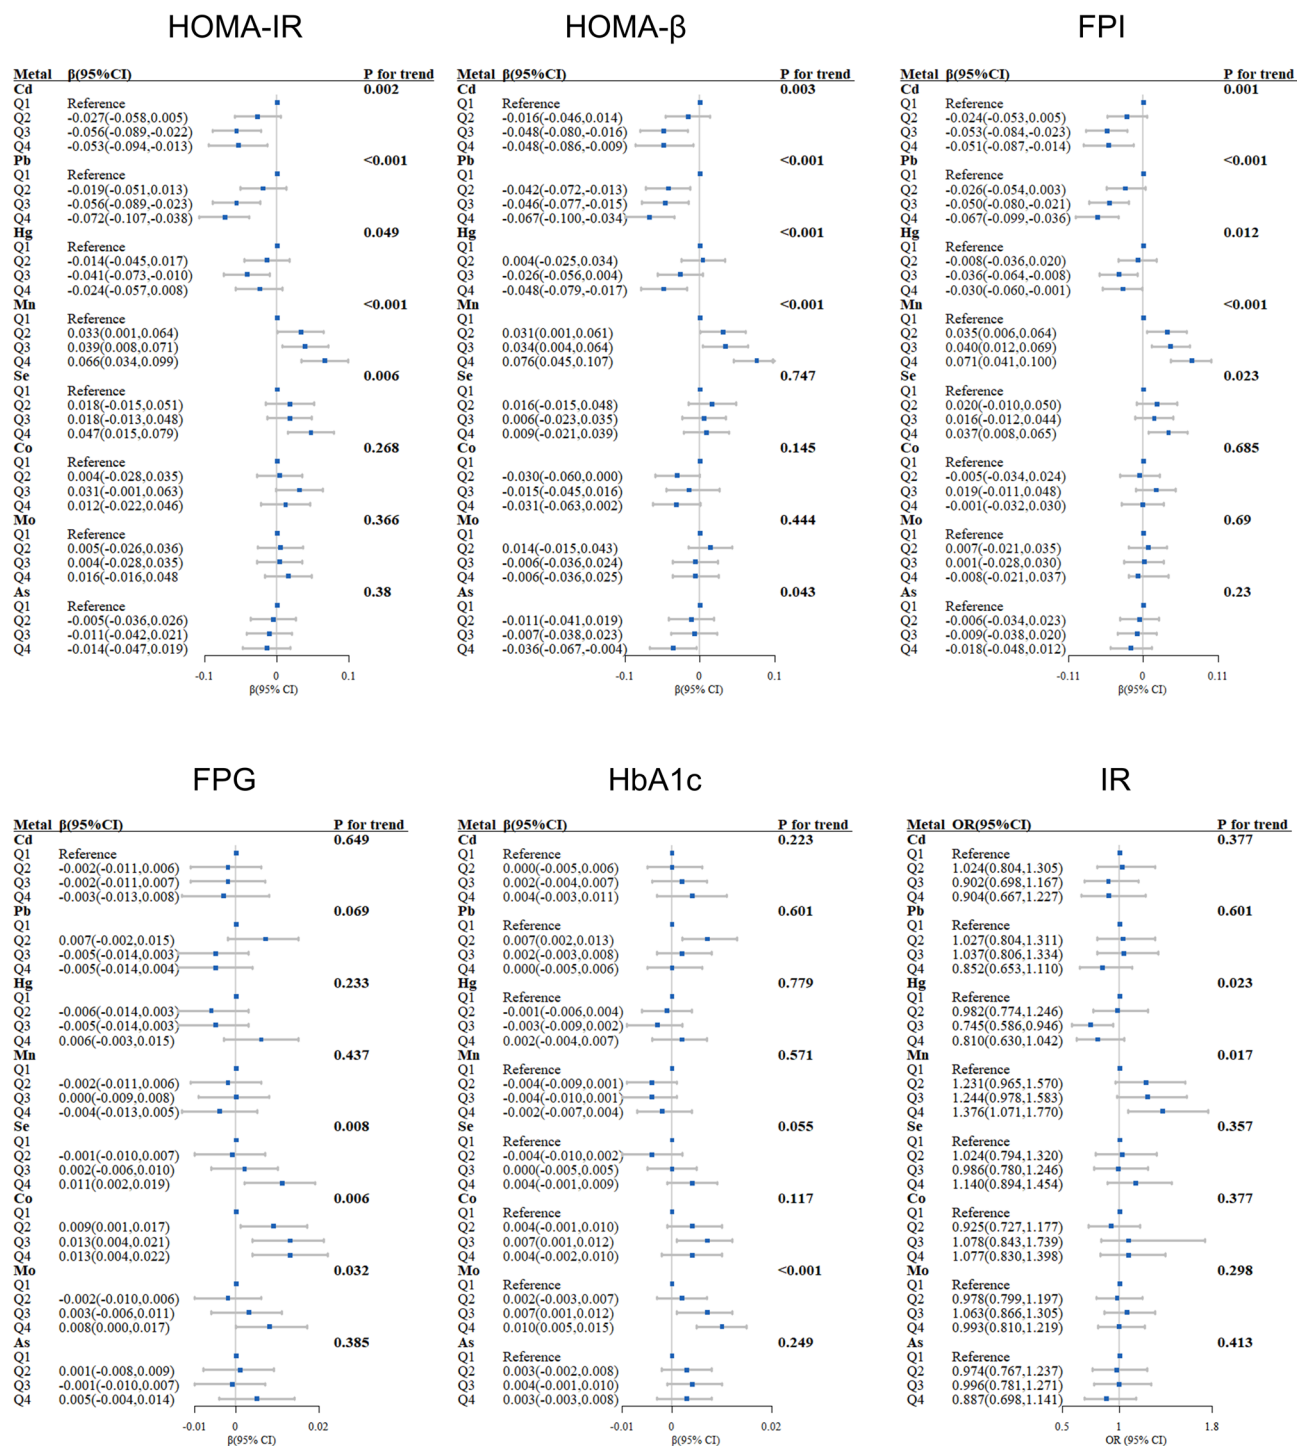 HOMA-IR
Metal β(95%CI) P for trend
Cd 0.002
Q1 Reference
Q2 -0.027(-0.058,0.005)
Q3 -0.056(-0.089,-0.022)
Q4 -0.053(-0.094,-0.013)
Pb <0.001
Q1 Reference
Q2 -0.019(-0.051,0.013)
Q3 -0.056(-0.089,-0.023)
Q4 -0.072(-0.107,-0.038)
Hg 0.049
Q1 Reference
Q2 -0.014(-0.045,0.017)
Q3 -0.041(-0.073,-0.010)
Q4 -0.024(-0.057,0.008)
Mn <0.001
Q1 Reference
Q2 0.033(0.001,0.064)
Q3 0.039(0.008,0.071)
Q4 0.066(0.034,0.099)
Se 0.006
Q1 Reference
Q2 0.018(-0.015,0.051)
Q3 0.018(-0.013,0.048)
Q4 0.047(0.015,0.079)
Co 0.268
Q1 Reference
Q2 0.004(-0.028,0.035)
Q3 0.031(-0.001,0.063)
Q4 0.012(-0.022,0.046)
Mo 0.366
Q1 Reference
Q2 0.005(-0.026,0.036)
Q3 0.004(-0.028,0.035)
Q4 0.016(-0.016,0.048
As 0.38
Q1 Reference
Q2 -0.005(-0.036,0.026)
Q3 -0.011(-0.042,0.021)
Q4 -0.014(-0.047,0.019)
-0.1 0 0.1
β(95% CI)
HOMA-β
Metal β(95%CI) P for trend
Cd 0.003
Q1 Reference
Q2 -0.016(-0.046,0.014)
Q3 -0.048(-0.080,-0.016)
Q4 -0.048(-0.086,-0.009)
Pb <0.001
Q1 Reference
Q2 -0.042(-0.072,-0.013)
Q3 -0.046(-0.077,-0.015)
Q4 -0.067(-0.100,-0.034)
Hg <0.001
Q1 Reference
Q2 0.004(-0.025,0.034)
Q3 -0.026(-0.056,0.004)
Q4 -0.048(-0.079,-0.017)
Mn <0.001
Q1 Reference
Q2 0.031(0.001,0.061)
Q3 0.034(0.004,0.064)
Q4 0.076(0.045,0.107)
Se 0.747
Q1 Reference
Q2 0.016(-0.015,0.048)
Q3 0.006(-0.023,0.035)
Q4 0.009(-0.021,0.039)
Co 0.145
Q1 Reference
Q2 -0.030(-0.060,0.000)
Q3 -0.015(-0.045,0.016)
Q4 -0.031(-0.063,0.002)
Mo 0.444
Q1 Reference
Q2 0.014(-0.015,0.043)
Q3 -0.006(-0.036,0.024)
Q4 -0.006(-0.036,0.025)
As 0.043
Q1 Reference
Q2 -0.011(-0.041,0.019)
Q3 -0.007(-0.038,0.023)
Q4 -0.036(-0.067,-0.004)
-0.1 0 0.1
β(95% CI)
FPI
Metal β(95%CI) P for trend
Cd 0.001
Q1 Reference
Q2 -0.024(-0.053,0.005)
Q3 -0.053(-0.084,-0.023)
Q4 -0.051(-0.087,-0.014)
Pb <0.001
Q1 Reference
Q2 -0.026(-0.054,0.003)
Q3 -0.050(-0.080,-0.021)
Q4 -0.067(-0.099,-0.036)
Hg 0.012
Q1 Reference
Q2 -0.008(-0.036,0.020)
Q3 -0.036(-0.064,-0.008)
Q4 -0.030(-0.060,-0.001)
Mn <0.001
Q1 Reference
Q2 0.035(0.006,0.064)
Q3 0.040(0.012,0.069)
Q4 0.071(0.041,0.100)
Se 0.023
Q1 Reference
Q2 0.020(-0.010,0.050)
Q3 0.016(-0.012,0.044)
Q4 0.037(0.008,0.065)
Co 0.685
Q1 Reference
Q2 -0.005(-0.034,0.024)
Q3 0.019(-0.011,0.048)
Q4 -0.001(-0.032,0.030)
Mo 0.69
Q1 Reference
Q2 0.007(-0.021,0.035)
Q3 0.001(-0.028,0.030)
Q4 -0.008(-0.021,0.037)
As 0.23
Q1 Reference
Q2 -0.006(-0.034,0.023)
Q3 -0.009(-0.038,0.020)
Q4 -0.018(-0.048,0.012)
-0.11 0 0.11
β(95% CI)
FPG
Metal β(95%CI) P for trend
Cd 0.649
Q1 Reference
Q2 -0.002(-0.011,0.006)
Q3 -0.002(-0.011,0.007)
Q4 -0.003(-0.013,0.008)
Pb 0.069
Q1
Q2 0.007(-0.002,0.015)
Q3 -0.005(-0.014,0.003)
Q4 -0.005(-0.014,0.004)
Hg 0.233
Q1
Q2 -0.006(-0.014,0.003)
Q3 -0.005(-0.014,0.003)
Q4 0.006(-0.003,0.015)
Mn 0.437
Q1
Q2 -0.002(-0.011,0.006)
Q3 0.000(-0.009,0.008)
Q4 -0.004(-0.013,0.005)
Se 0.008
Q1
Q2 -0.001(-0.010,0.007)
Q3 0.002(-0.006,0.010)
Q4 0.011(0.002,0.019)
Co 0.006
Q1
Q2 0.009(0.001,0.017)
Q3 0.013(0.004,0.021)
Q4 0.013(0.004,0.022)
Mo 0.032
Q1
Q2 -0.002(-0.010,0.006)
Q3 0.003(-0.006,0.011)
Q4 0.008(0.000,0.017)
As 0.385
Q1
Q2 0.001(-0.008,0.009)
Q3 -0.001(-0.010,0.007)
Q4 0.005(-0.004,0.014)
-0.01 0 0.02
β(95% CI)
HbA1c
Metal β(95%CI) P for trend
Cd 0.223
Q1 Reference
Q2 0.000(-0.005,0.006)
Q3 0.002(-0.004,0.007)
Q4 0.004(-0.003,0.011)
Pb 0.601
Q1 Reference
Q2 0.007(0.002,0.013)
Q3 0.002(-0.003,0.008)
Q4 0.000(-0.005,0.006)
Hg 0.779
Q1 Reference
Q2 -0.001(-0.006,0.004)
Q3 -0.003(-0.009,0.002)
Q4 0.002(-0.004,0.007)
Mn 0.571
Q1 Reference
Q2 -0.004(-0.009,0.001)
Q3 -0.004(-0.010,0.001)
Q4 -0.002(-0.007,0.004)
Se 0.055
Q1 Reference
Q2 -0.004(-0.010,0.002)
Q3 0.000(-0.005,0.005)
Q4 0.004(-0.001,0.009)
Co 0.117
Q1 Reference
Q2 0.004(-0.001,0.010)
Q3 0.007(0.001,0.012)
Q4 0.004(-0.002,0.010)
Mo <0.001
Q1 Reference
Q2 0.002(-0.003,0.007)
Q3 0.007(0.001,0.012)
Q4 0.010(0.005,0.015)
As 0.249
Q1 Reference
Q2 0.003(-0.002,0.008)
Q3 0.004(-0.001,0.010)
Q4 0.003(-0.003,0.008)
-0.01 0 0.02
β(95% CI)
IR
Metal OR(95%CI) P for trend
Cd 0.377
Q1 Reference
Q2 1.024(0.804,1.305)
Q3 0.902(0.698,1.167)
Q4 0.904(0.667,1.227)
Pb 0.601
Q1 Reference
Q2 1.027(0.804,1.311)
Q3 1.037(0.806,1.334)
Q4 0.852(0.653,1.110)
Hg 0.023
Q1 Reference
Q2 0.982(0.774,1.246)
Q3 0.745(0.586,0.946)
Q4 0.810(0.630,1.042)
Mn 0.017
Q1 Reference
Q2 1.231(0.965,1.570)
Q3 1.244(0.978,1.583)
Q4 1.376(1.071,1.770)
Se 0.357
Q1 Reference
Q2 1.024(0.794,1.320)
Q3 0.986(0.780,1.246)
Q4 1.140(0.894,1.454)
Co 0.377
Q1 Reference
Q2 0.925(0.727,1.177)
Q3 1.078(0.843,1.739)
Q4 1.077(0.830,1.398)
Mo 0.298
Q1 Reference
Q2 0.978(0.799,1.197)
Q3 1.063(0.866,1.305)
Q4 0.993(0.810,1.219)
As 0.413
Q1 Reference
Q2 0.974(0.767,1.237)
Q3 0.996(0.781,1.271)
Q4 0.887(0.698,1.141)
0.5 1 1.8
OR (95% CI)